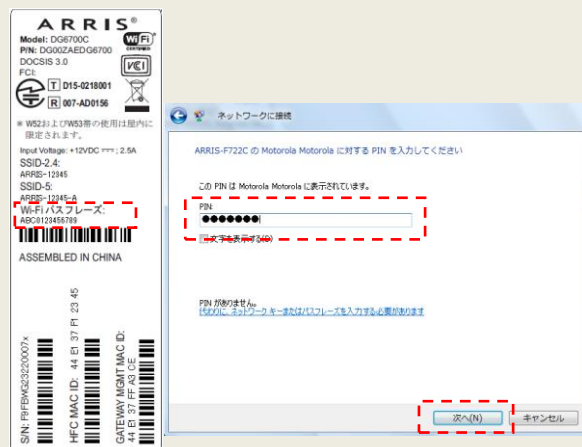 ARRIS®
Model: DG6700C
P/N: DG00ZAEDG6700
DOCSIS 3.0
FCI:
Wi Fi
CERTIFIED
VCI
T D15-0218001
R 007-AD0156
※ W52およびW53帯の使用は屋内に
限定されます。
Input Voltage: +12VDC ⎓ ; 2.5A
SSID-2.4:
ARRIS-12345
SSID-5:
ARRIS-12345-A
Wi-Fi パスフレーズ:
ABC0123456789
ASSEMBLED IN CHINA
S/N: F9FBWG23220007x
HFC MAC ID: 44 E1 37 F1 23 45
GATEWAY MGMT MAC ID:
44 E1 37 FF A3 CE
ネットワークに接続
ARRIS-F722C の Motorola Motorola に対する PIN を入力してください
この PIN は Motorola Motorola に表示されています。
PIN:
●●●●●●●
文字を表示する(D)
PIN がありません。
代わりに、ネットワーク キーまたはパスフレーズを入力する必要があります
次へ(N)
キャンセル